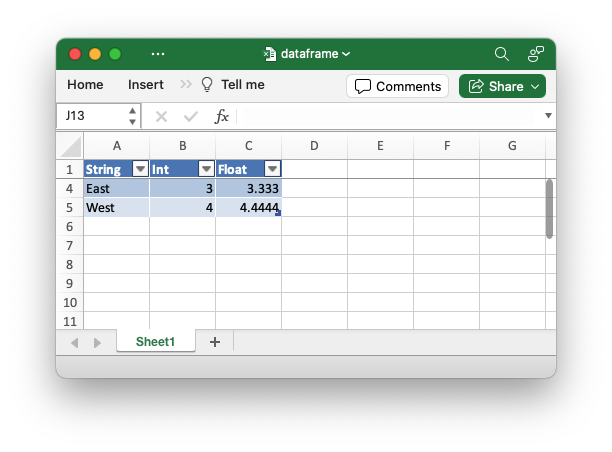 dataframe
Home Insert Tell me Comments Share
J13 fx
A B C D E F G
1 String Int Float
4 East 3 3.333
5 West 4 4.4444
6
7
8
9
10
11
Sheet1 +